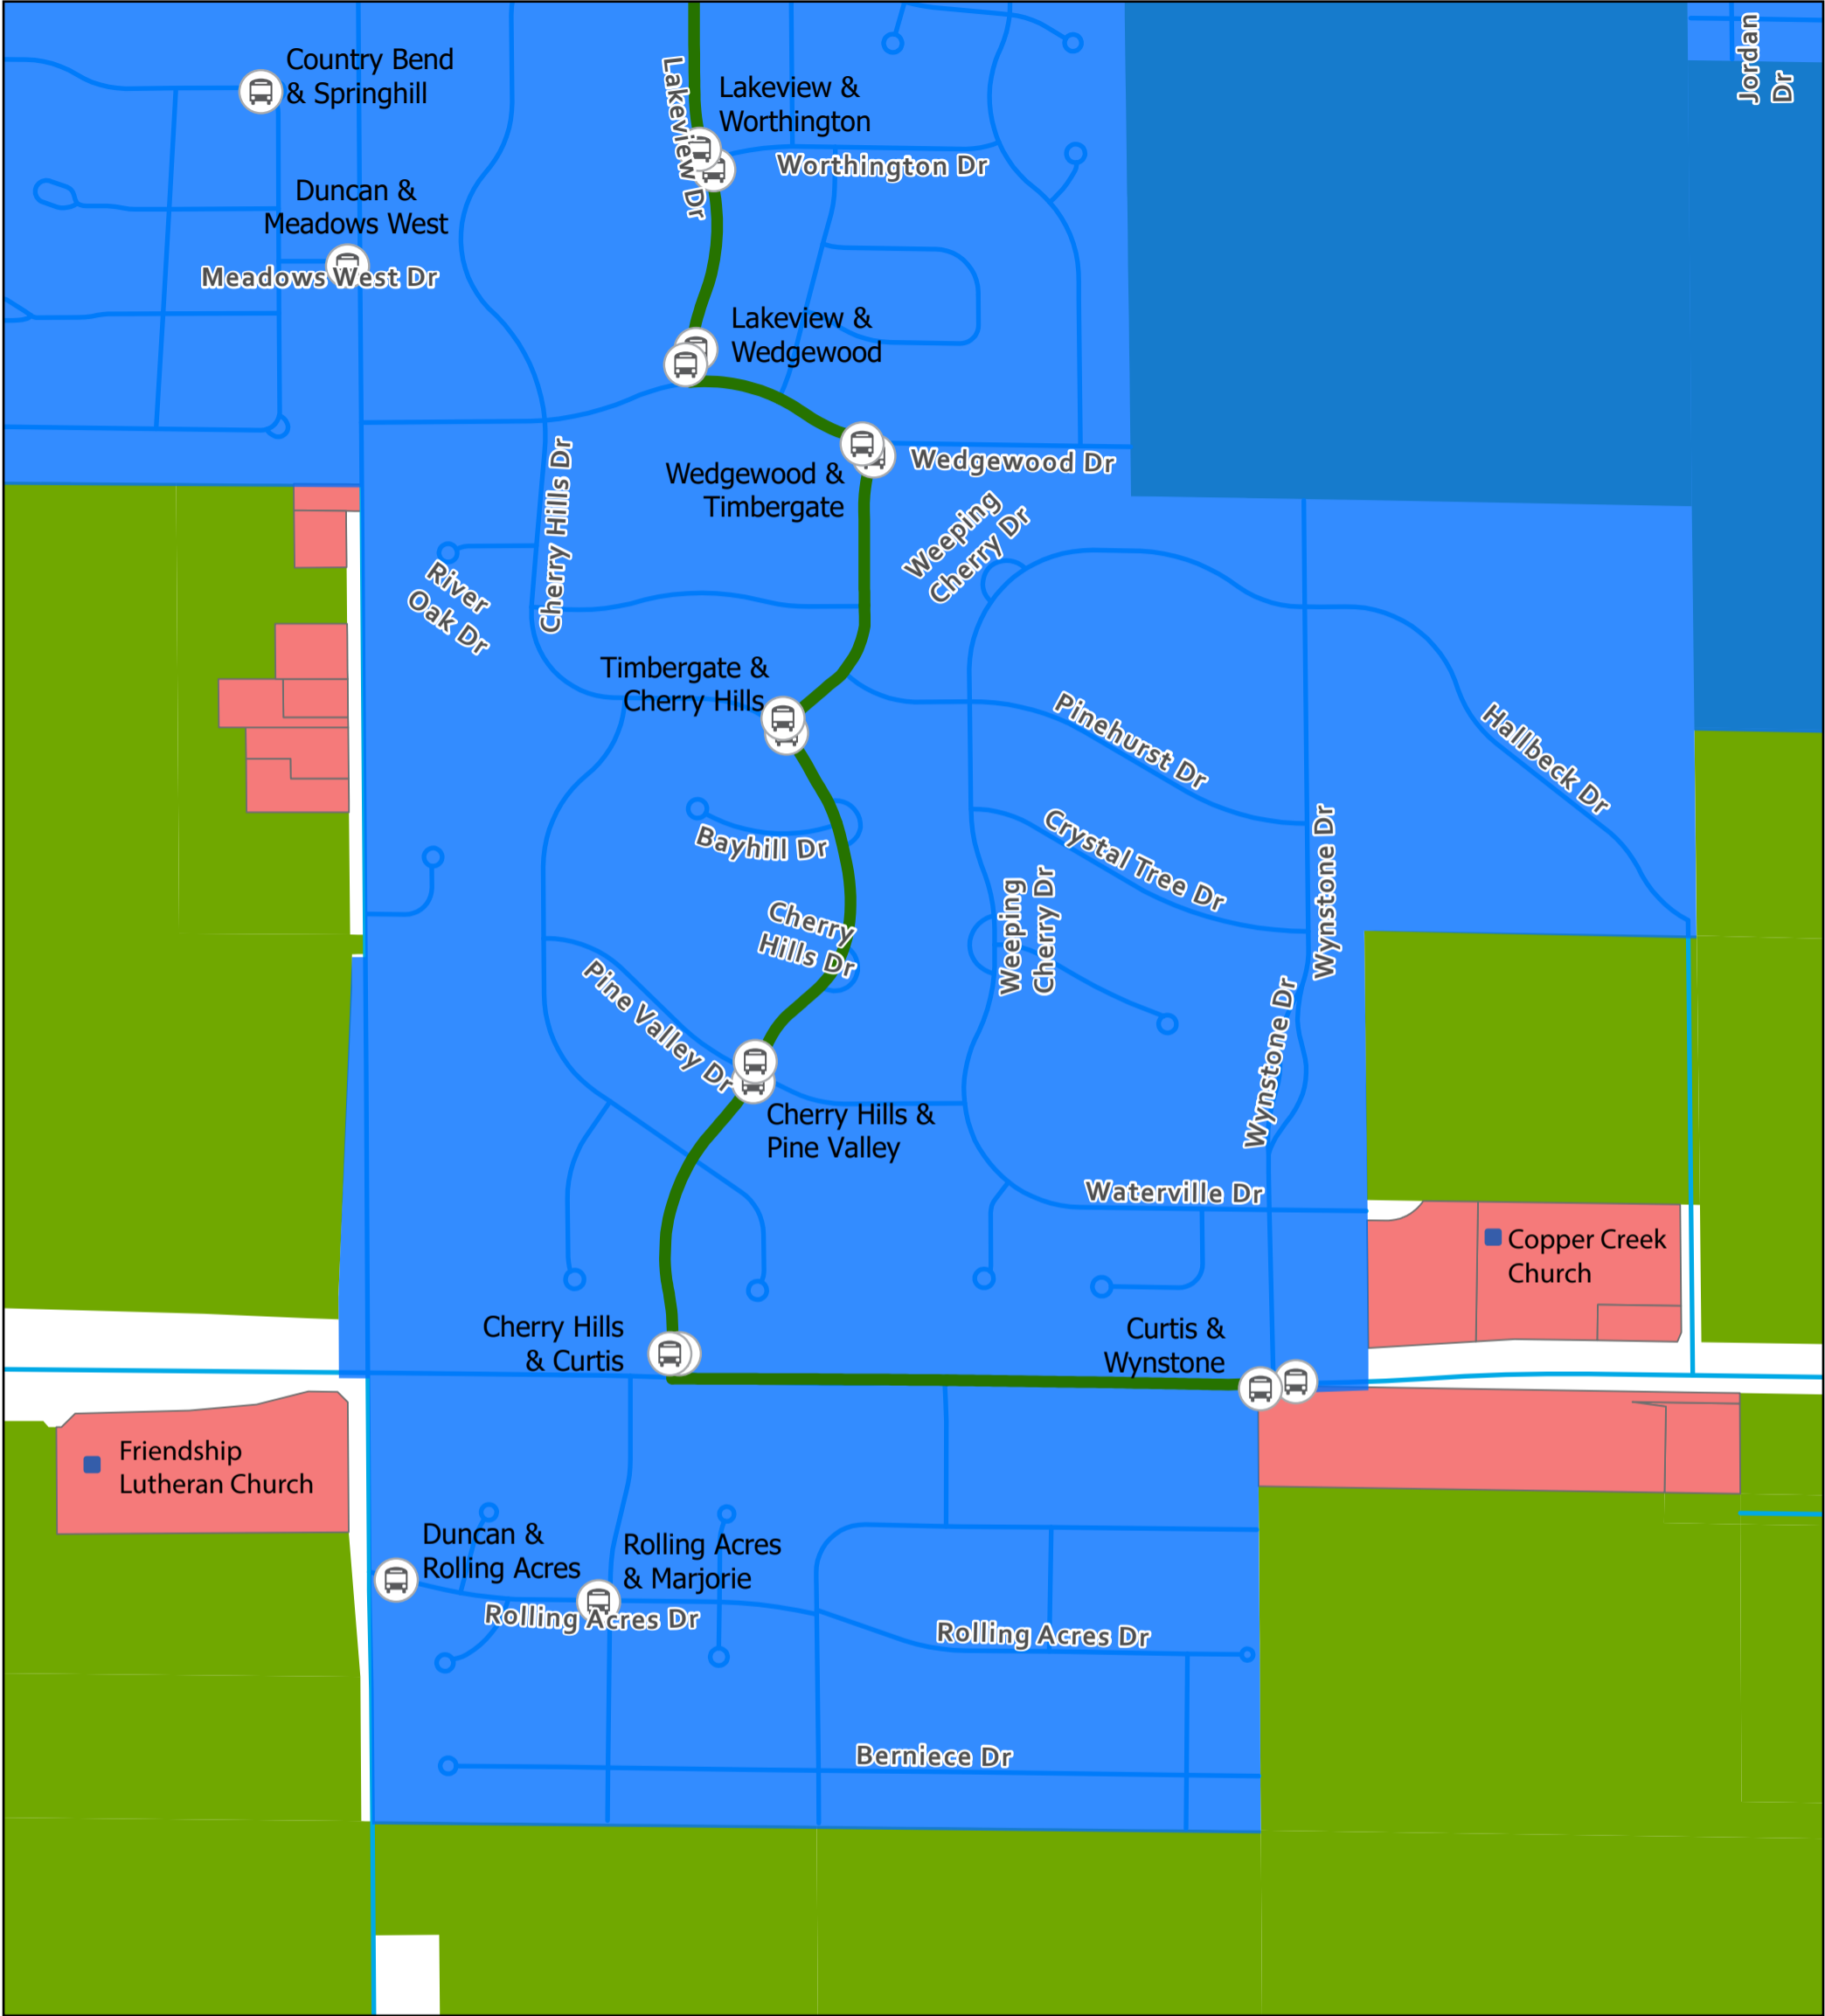 Jordan
Dr
Country Bend
& Springhill
Lakeview Dr
Lakeview &
Worthington
Worthington Dr
Duncan &
Meadows West
Meadows West Dr
Lakeview &
Wedgewood
Wedgewood Dr
Wedgewood &
Timbergate
Cherry Hills Dr
Weeping
Cherry Dr
River
Oak Dr
Timbergate &
Cherry Hills
Pinehurst Dr
Hallbeck Dr
Bayhill Dr
Crystal Tree Dr
Wynstone Dr
Cherry
Hills Dr
Weeping
Cherry Dr
Pine Valley Dr
Wynstone Dr
Cherry Hills &
Pine Valley
Waterville Dr
Copper Creek
Church
Cherry Hills
& Curtis
Curtis &
Wynstone
Friendship
Lutheran Church
Duncan &
Rolling Acres
Rolling Acres
& Marjorie
Rolling Acres Dr
Rolling Acres Dr
Berniece Dr